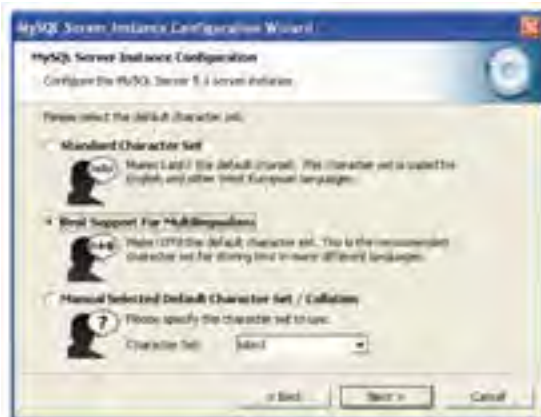 MySQL Server Instance Configuration Wizard
MySQL Server Instance Configuration
Configure the MySQL Server 5.1 server instance.
Please select the default character set.
Standard Character Set
Makes Latin1 the default charset. This character set is suited for
English and other West European languages.
Best Support For Multilingualism
Make UTF8 the default character set. This is the recommended
character set for storing text in many different languages.
Manual Selected Default Character Set / Collation
?
Please specify the character set to use.
Character Set:
latin1
< Back
Next >
Cancel